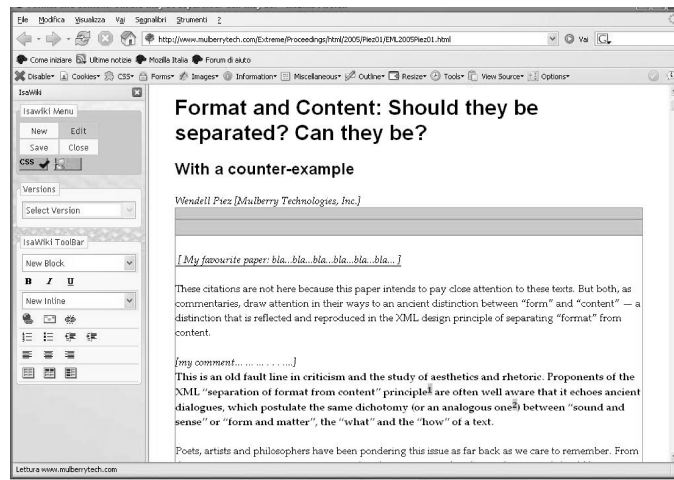 File Modifica Visualizza Vai Segnalibri Strumenti ?
http://www.mulberrytech.com/Extreme/Proceedings/html/2005/Piez01/EML2005Piez01.html Vai
Come iniziare Ultime notizie Mozilla Italia Forum di aiuto
Disable Cookies CSS Forms Images Information Miscellaneous Outline Resize Tools View Source Options
IsaWiki
Isawiki Menu
New Edit
Save Close
CSS
Versions
Select Version
IsaWiki ToolBar
New Block
B I U
New Inline
Format and Content: Should they be
separated? Can they be?
With a counter-example
Wendell Piez [Mulberry Technologies, Inc.]
[ My favourite paper: bla...bla...bla...bla...bla...bla... ]
These citations are not here because this paper intends to pay close attention to these texts. But both, as
commentaries, draw attention in their ways to an ancient distinction between “form” and “content” — a
distinction that is reflected and reproduced in the XML design principle of separating “format” from
content.
[my comment... ... ... . . . ....]
This is an old fault line in criticism and the study of aesthetics and rhetoric. Proponents of the
XML “separation of format from content” principle1 are often well aware that it echoes ancient
dialogues, which postulate the same dichotomy (or an analogous one2) between “sound and
sense” or “form and matter”, the “what” and the “how” of a text.
Poets, artists and philosophers have been pondering this issue as far back as we care to remember. From
Lettura www.mulberrytech.com